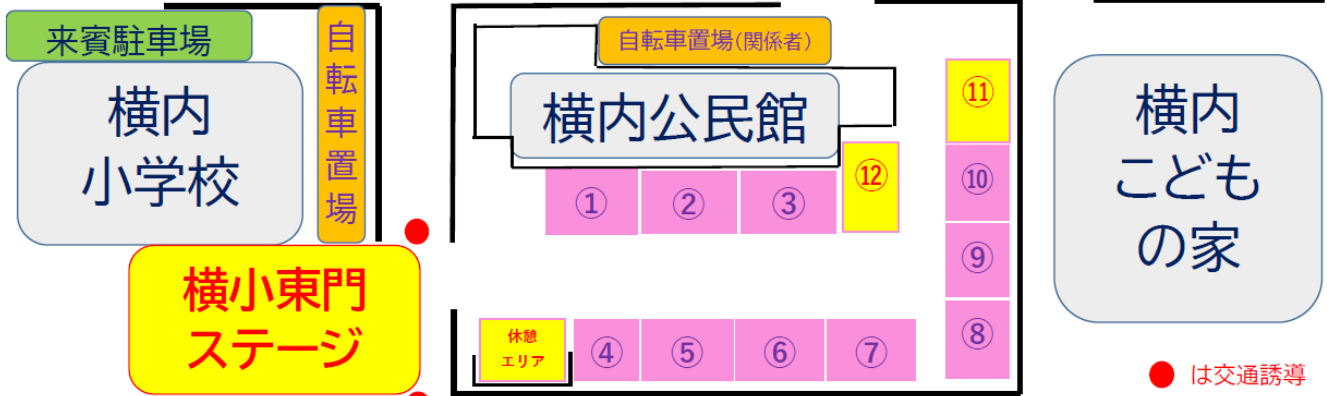 来賓駐車場
横内
小学校
自転車置場
横小東門
ステージ
自転車置場(関係者)
横内公民館
①
②
③
⑫
⑪
⑩
⑨
⑧
休憩
エリア
④
⑤
⑥
⑦
横内
こども
の家
は交通誘導